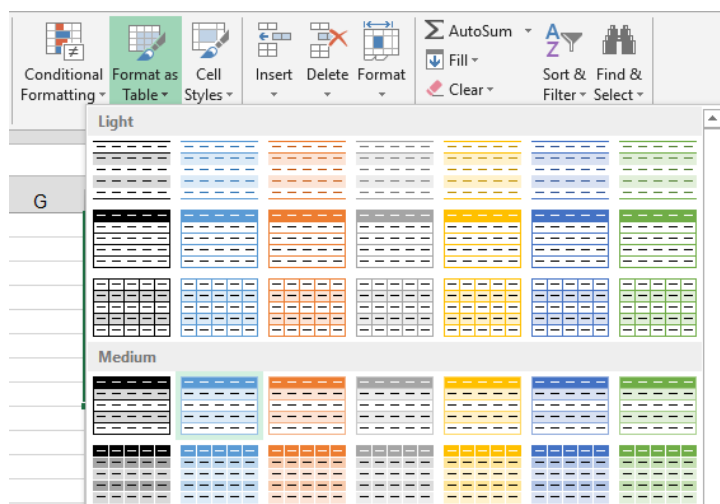 AutoSum
Fill
Clear
Conditional Formatting
Format as Table
Cell Styles
Insert
Delete
Format
Sort & Filter
Find & Select
A
Z
Light
G
Medium